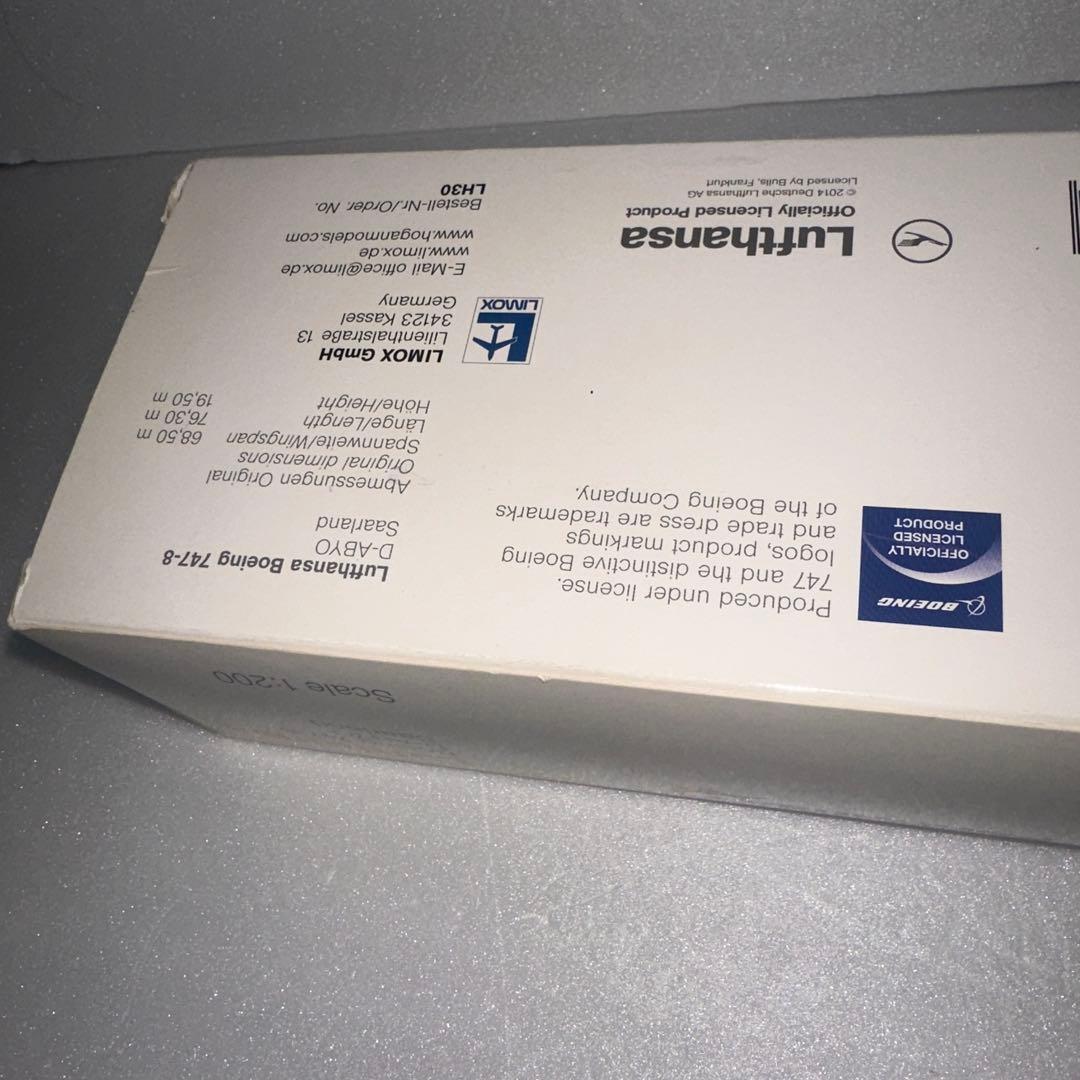 BOEING
OFFICIALLY
LICENSED
PRODUCT
Produced under license.
747 and the distinctive Boeing
logos, product markings
and trade dress are trademarks
of the Boeing Company.
Lufthansa
Officially Licensed Product
© 2014 Deutsche Lufthansa AG
Licensed by Bulls, Frankfurt
Lufthansa Boeing 747-8
D-ABYO
Saarland
Abmessungen Original
Original dimensions
Spannweite/Wingspan 68,50 m
Länge/Length 76,30 m
Höhe/Height 19,50 m
LIMOX
LIMOX GmbH
Lilienthalstraße 13
34123 Kassel
Germany
E-Mail office@limox.de
www.limox.de
www.hoganmodels.com
Bestell-Nr./Order. No.
LH30
Scale 1:200